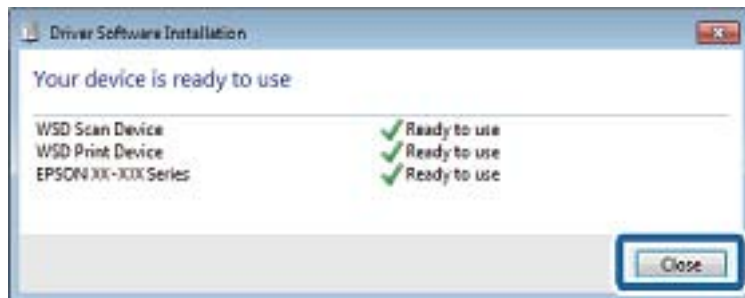 Driver Software Installation
Your device is ready to use
WSD Scan Device Ready to use
WSD Print Device Ready to use
EPSON XX-XXX Series Ready to use
Close